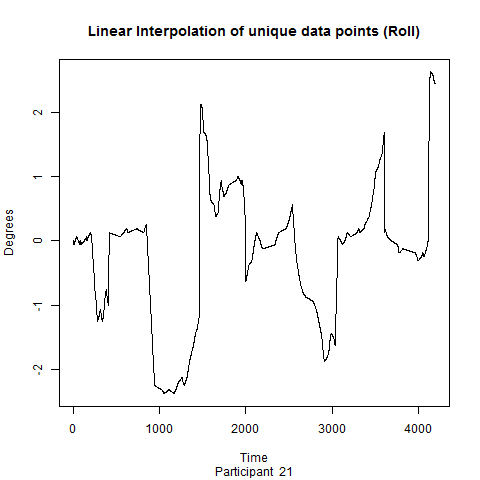 Linear Interpolation of unique data points (Roll)
Degrees
2
1
0
-1
-2
0 1000 2000 3000 4000
Time
Participant 21